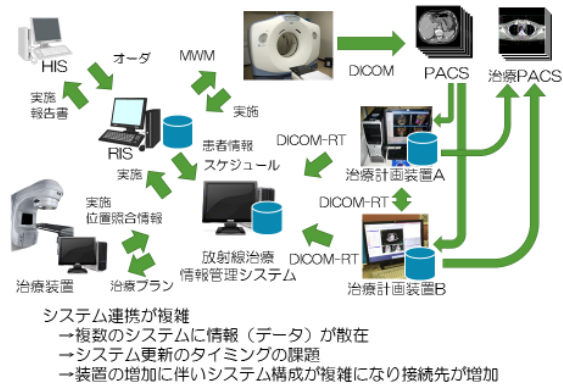 HIS
オーダ
MWM
DICOM
PACS
治療PACS
実施
報告書
実施
RIS
患者情報
スケジュール
DICOM-RT
治療計画装置A
実施
DICOM-RT
実施
位置照合情報
放射線治療
情報管理システム
DICOM-RT
治療計画装置B
治療装置
治療プラン
システム連携が複雑
→複数のシステムに情報（データ）が散在
→システム更新のタイミングの課題
→装置の増加に伴いシステム構成が複雑になり接続先が増加